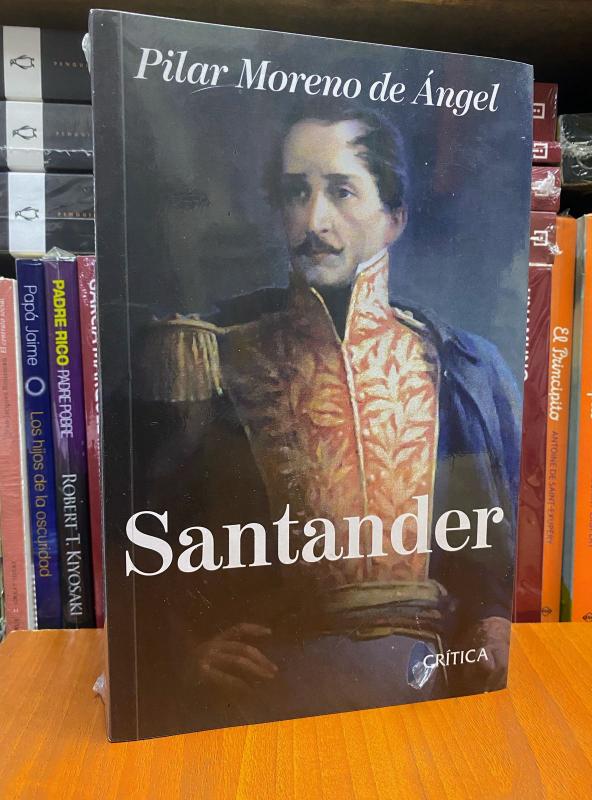 Pilar Moreno de Ángel
Santander
CRÍTICA
Papá Jaime
Los hijos de la oscuridad
PADRE RICO
PADRE POBRE
ROBERT T. KIYOSAKI
El Principito
ANTOINE DE SAINT-EXUPÉRY